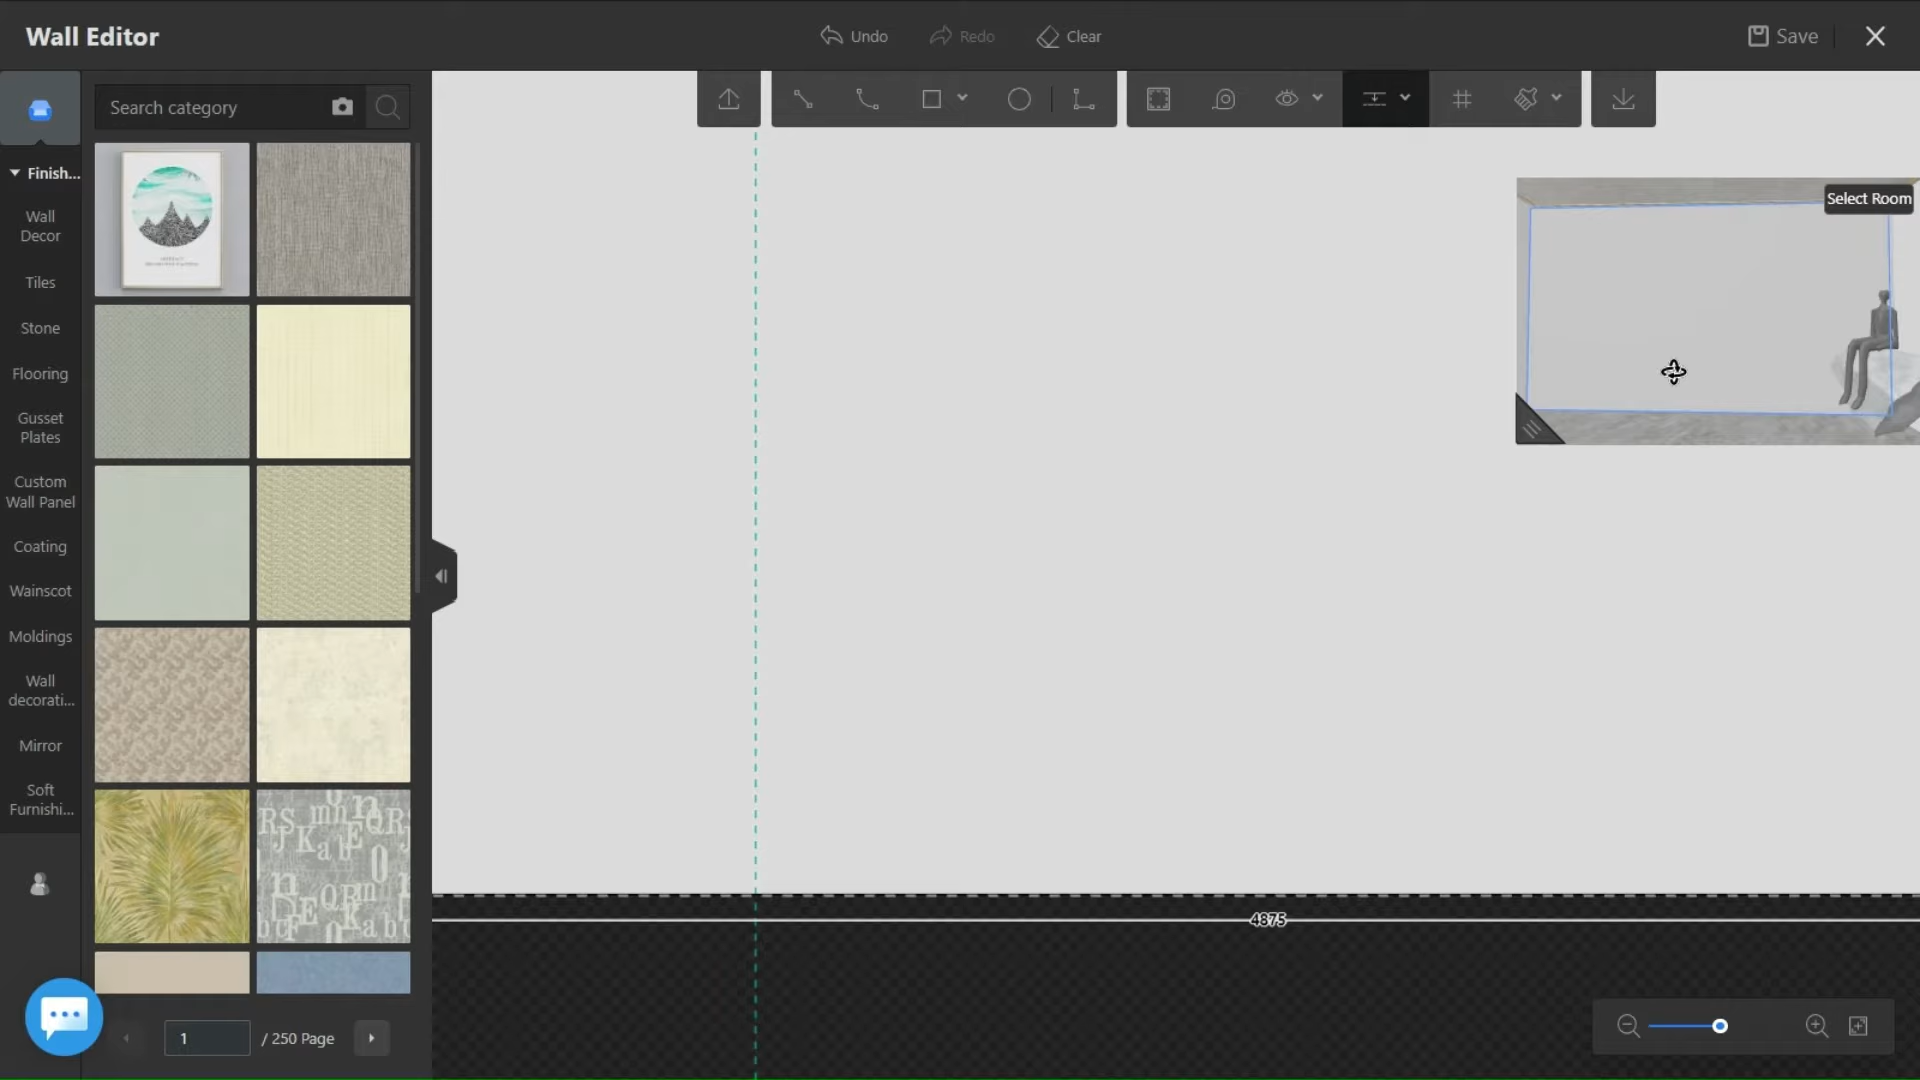 Wall Editor
Undo
Redo
Clear
Save
Search category
Select Room
Finish...
Wall
Decor
Tiles
Stone
Flooring
Gusset
Plates
Custom
Wall Panel
Coating
Wainscot
Moldings
Wall
decorati...
Mirror
Soft
Furnishi...
4875
1
/ 250 Page